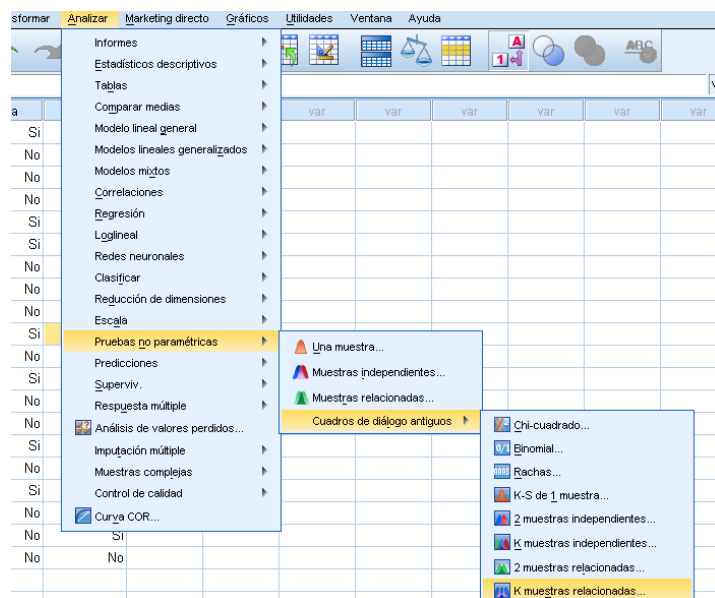 sformar Analizar Marketing directo Gráficos Utilidades Ventana Ayuda
Informes
Estadísticos descriptivos
Tablas
Comparar medias
Modelo lineal general
Modelos lineales generalizados
Modelos mixtos
Correlaciones
Regresión
Loglineal
Redes neuronales
Clasificar
Reducción de dimensiones
Escala
Pruebas no paramétricas
Predicciones
Superviv.
Respuesta múltiple
Análisis de valores perdidos...
Imputación múltiple
Muestras complejas
Control de calidad
Curva COR...
Una muestra...
Muestras independientes...
Muestras relacionadas...
Cuadros de diálogo antiguos
Chi-cuadrado...
Binomial...
Rachas...
K-S de 1 muestra...
2 muestras independientes...
K muestras independientes...
2 muestras relacionadas...
K muestras relacionadas...
A
1
ABC
a var var var var var var
Si
No
No
No
Si
Si
No
No
No
Si
No
Si
No
No
Si
No
Si
No
No Si
No No